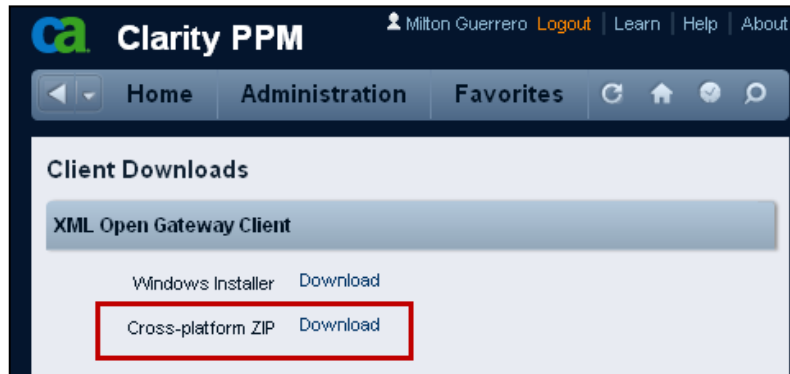 ca Clarity PPM
Milton Guerrero Logout | Learn | Help | About
Home Administration Favorites
Client Downloads
XML Open Gateway Client
Windows Installer Download
Cross-platform ZIP Download